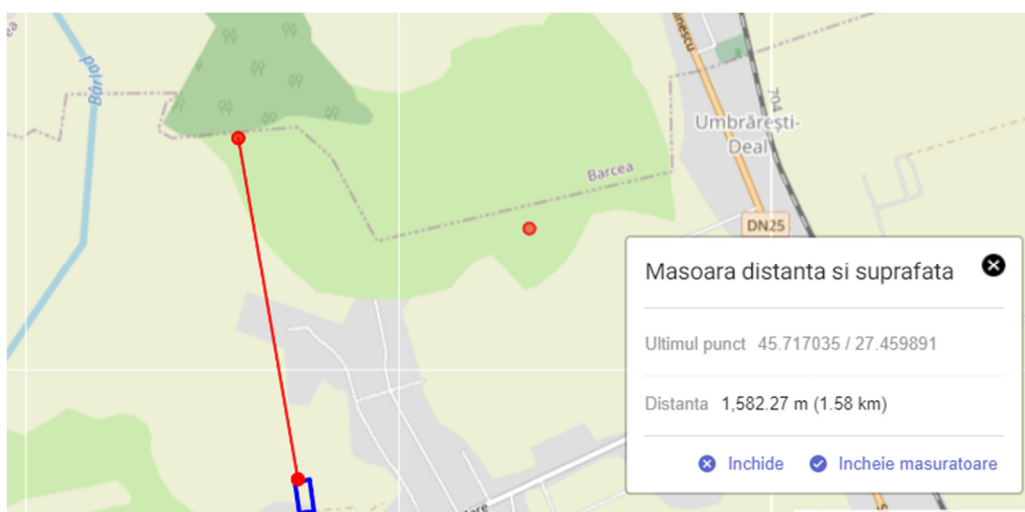 Bârlad
inescu
704
Umbrărești-
Deal
Barcea
DN25
Masoara distanta si suprafata
Ultimul punct 45.717035 / 27.459891
Distanta 1,582.27 m (1.58 km)
Inchide Incheie masuratoare